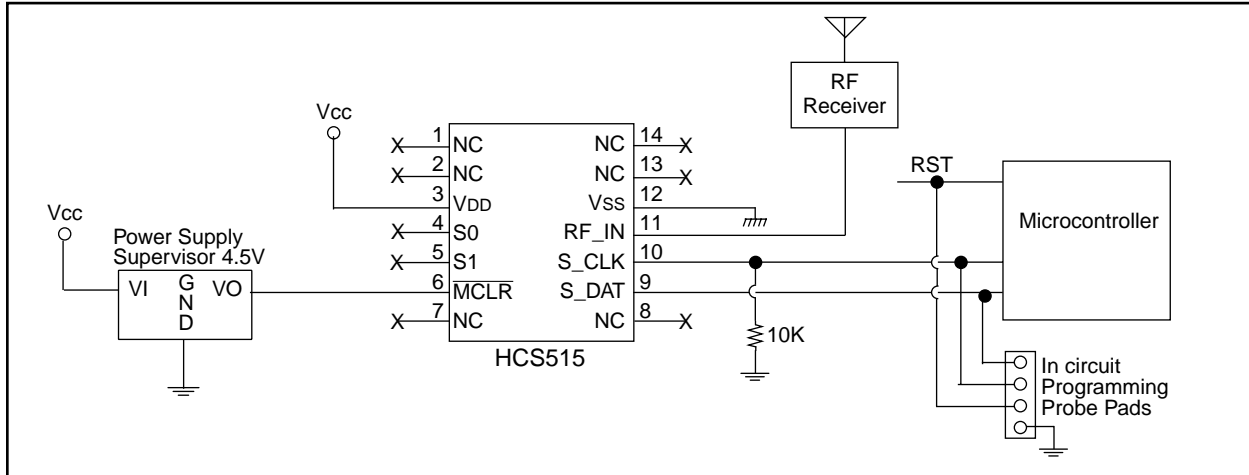 RF
Receiver
Vcc
1 NC
2 NC
3 VDD
4 S0
5 S1
6 MCLR
7 NC
NC 14
NC 13
VSS 12
RF_IN 11
S_CLK 10
S_DAT 9
NC 8
X
X
X
X
X
X
X
X
HCS515
Vcc
Power Supply
Supervisor 4.5V
VI
GND
VO
10K
RST
Microcontroller
In circuit
Programming
Probe Pads